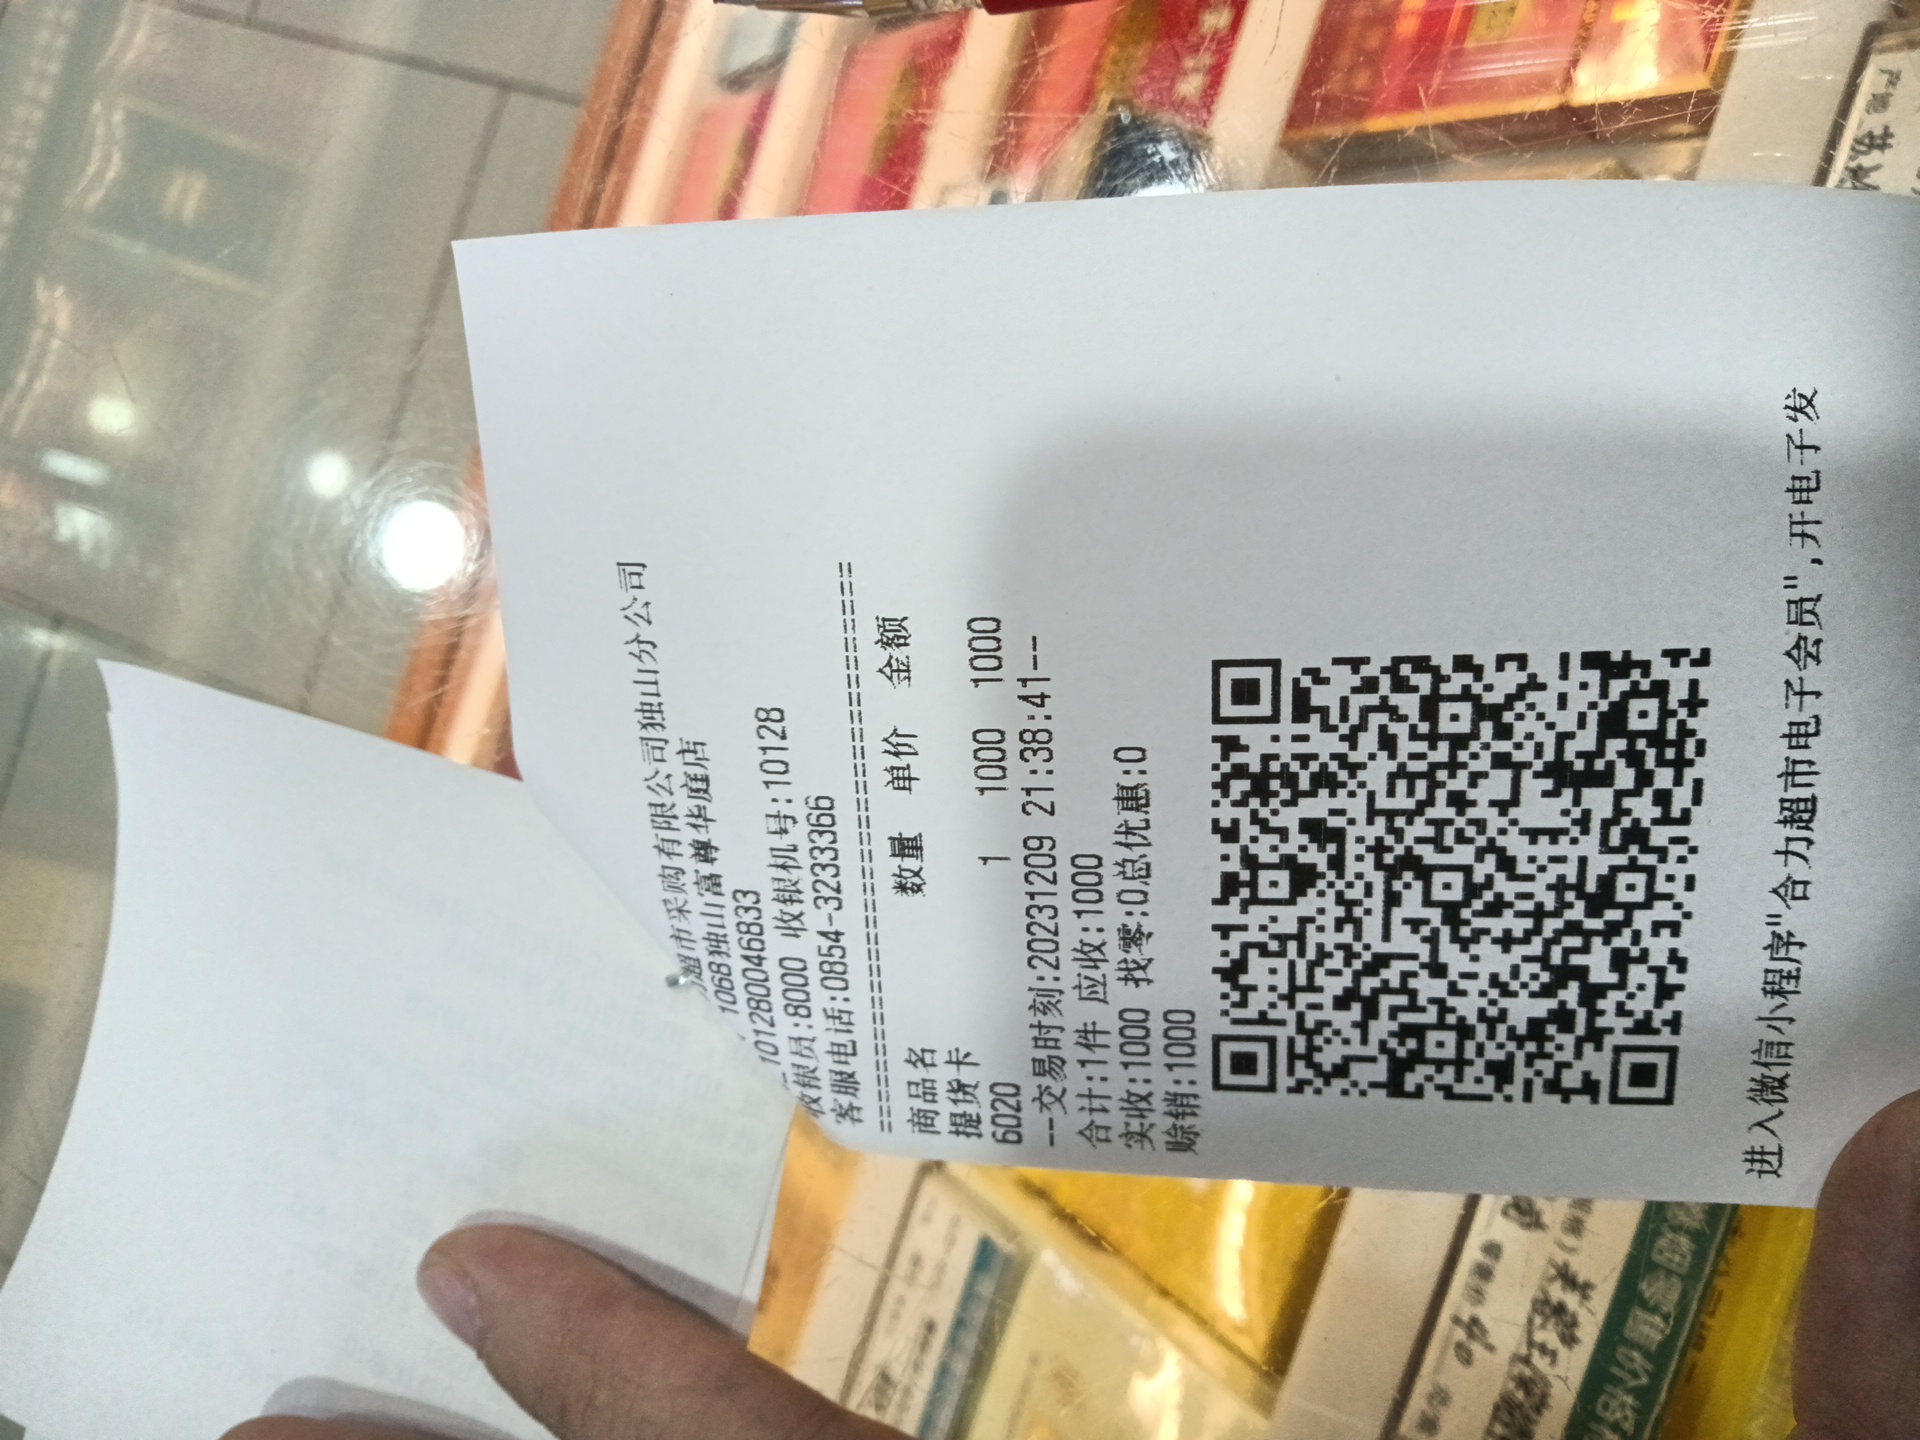 超市采购有限公司独山分公司
1068独山富尊华庭店
10128004683​3
收银员:8000 收银机号:10128
客服电话:0854-3233366
================================
商品名 数量 单价 金额
提货卡
6020 1 1000 1000
--交易时刻:20231209 21:38:41--
合计:1件 应收:1000
实收:1000 找零:0总优惠:0
赊销:1000
进入微信小程序"合力超市电子会员",开电子发